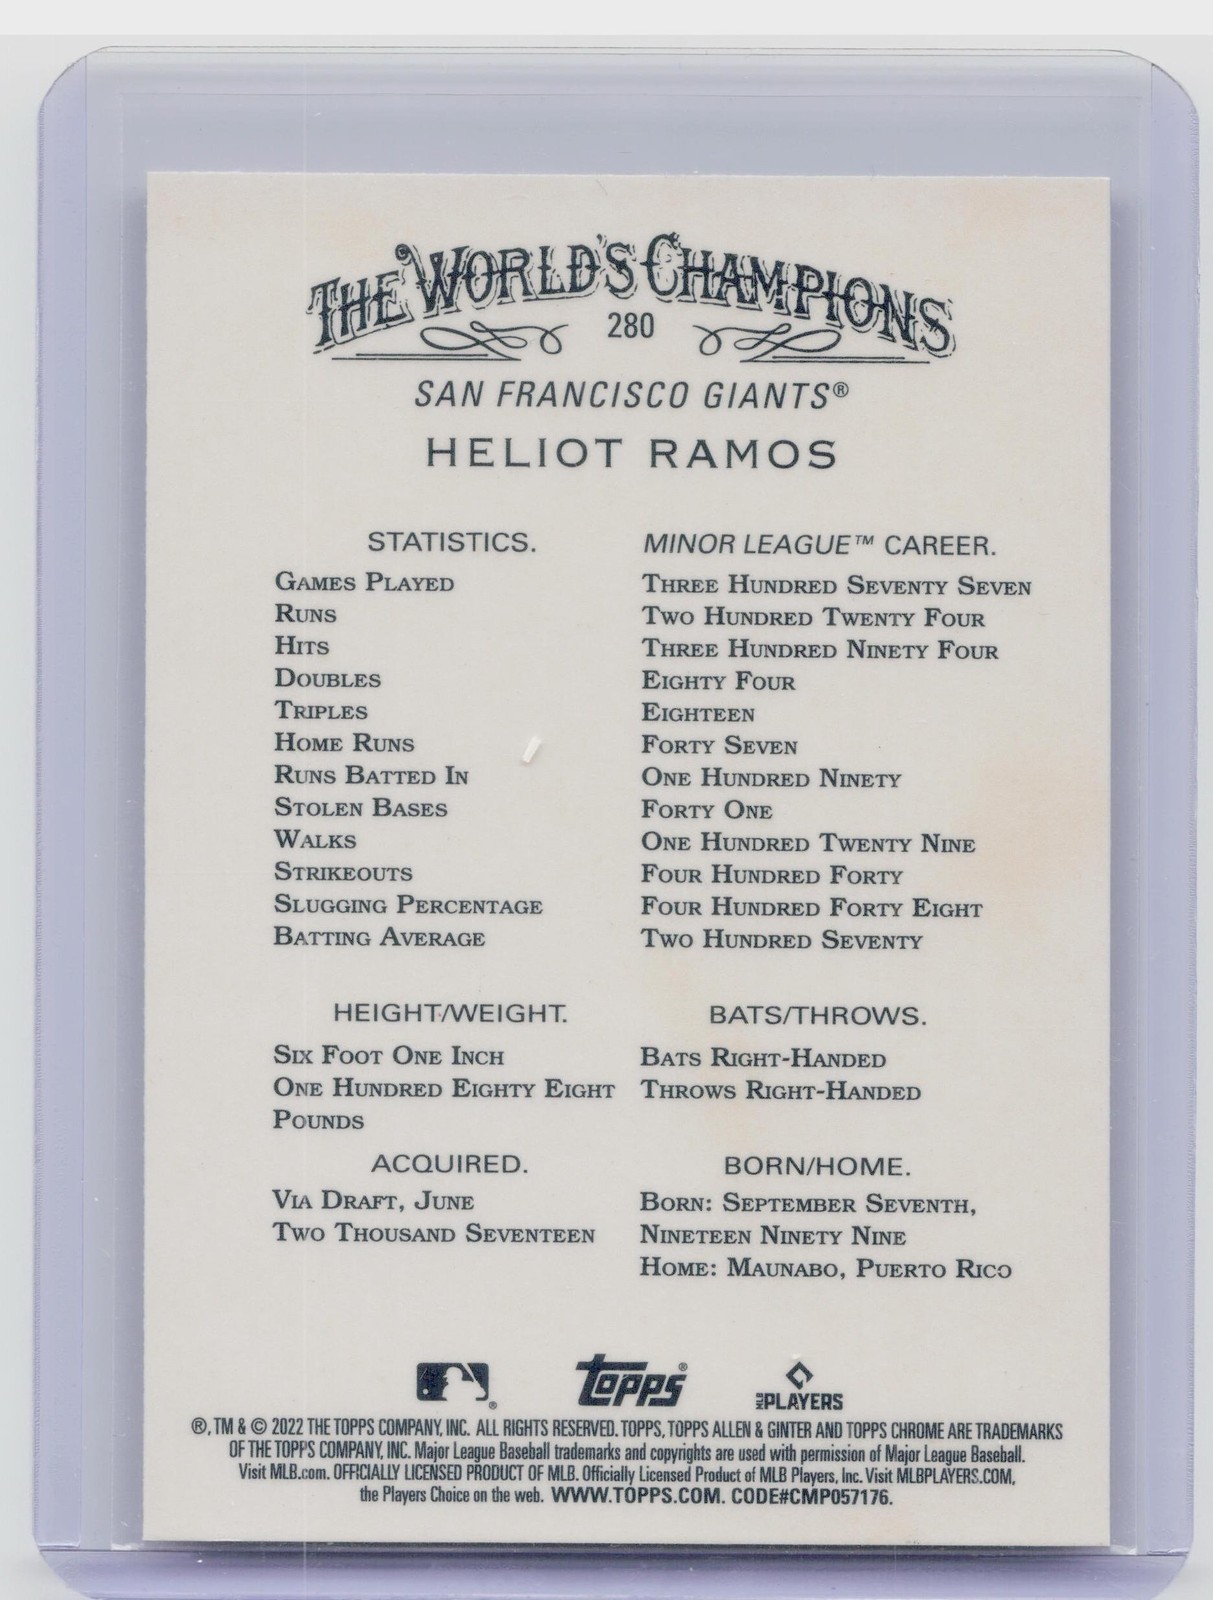 THE WORLD'S CHAMPIONS
280
SAN FRANCISCO GIANTS®
HELIOT RAMOS
STATISTICS. MINOR LEAGUE™ CAREER.
GAMES PLAYED THREE HUNDRED SEVENTY SEVEN
RUNS TWO HUNDRED TWENTY FOUR
HITS THREE HUNDRED NINETY FOUR
DOUBLES EIGHTY FOUR
TRIPLES EIGHTEEN
HOME RUNS FORTY SEVEN
RUNS BATTED IN ONE HUNDRED NINETY
STOLEN BASES FORTY ONE
WALKS ONE HUNDRED TWENTY NINE
STRIKEOUTS FOUR HUNDRED FORTY
SLUGGING PERCENTAGE FOUR HUNDRED FORTY EIGHT
BATTING AVERAGE TWO HUNDRED SEVENTY
HEIGHT/WEIGHT.
SIX FOOT ONE INCH
ONE HUNDRED EIGHTY EIGHT
POUNDS
BATS/THROWS.
BATS RIGHT-HANDED
THROWS RIGHT-HANDED
ACQUIRED.
VIA DRAFT, JUNE
TWO THOUSAND SEVENTEEN
BORN/HOME.
BORN: SEPTEMBER SEVENTH,
NINETEEN NINETY NINE
HOME: MAUNABO, PUERTO RICO
Topps® MLB PLAYERS
®, TM & © 2022 THE TOPPS COMPANY, INC. ALL RIGHTS RESERVED. TOPPS, TOPPS ALLEN & GINTER AND TOPPS CHROME ARE TRADEMARKS
OF THE TOPPS COMPANY, INC. Major League Baseball trademarks and copyrights are used with permission of Major League Baseball.
Visit MLB.com. OFFICIALLY LICENSED PRODUCT OF MLB. Officially Licensed Product of MLB Players, Inc. Visit MLBPLAYERS.COM,
the Players Choice on the web. WWW.TOPPS.COM. CODE#CMP057176.